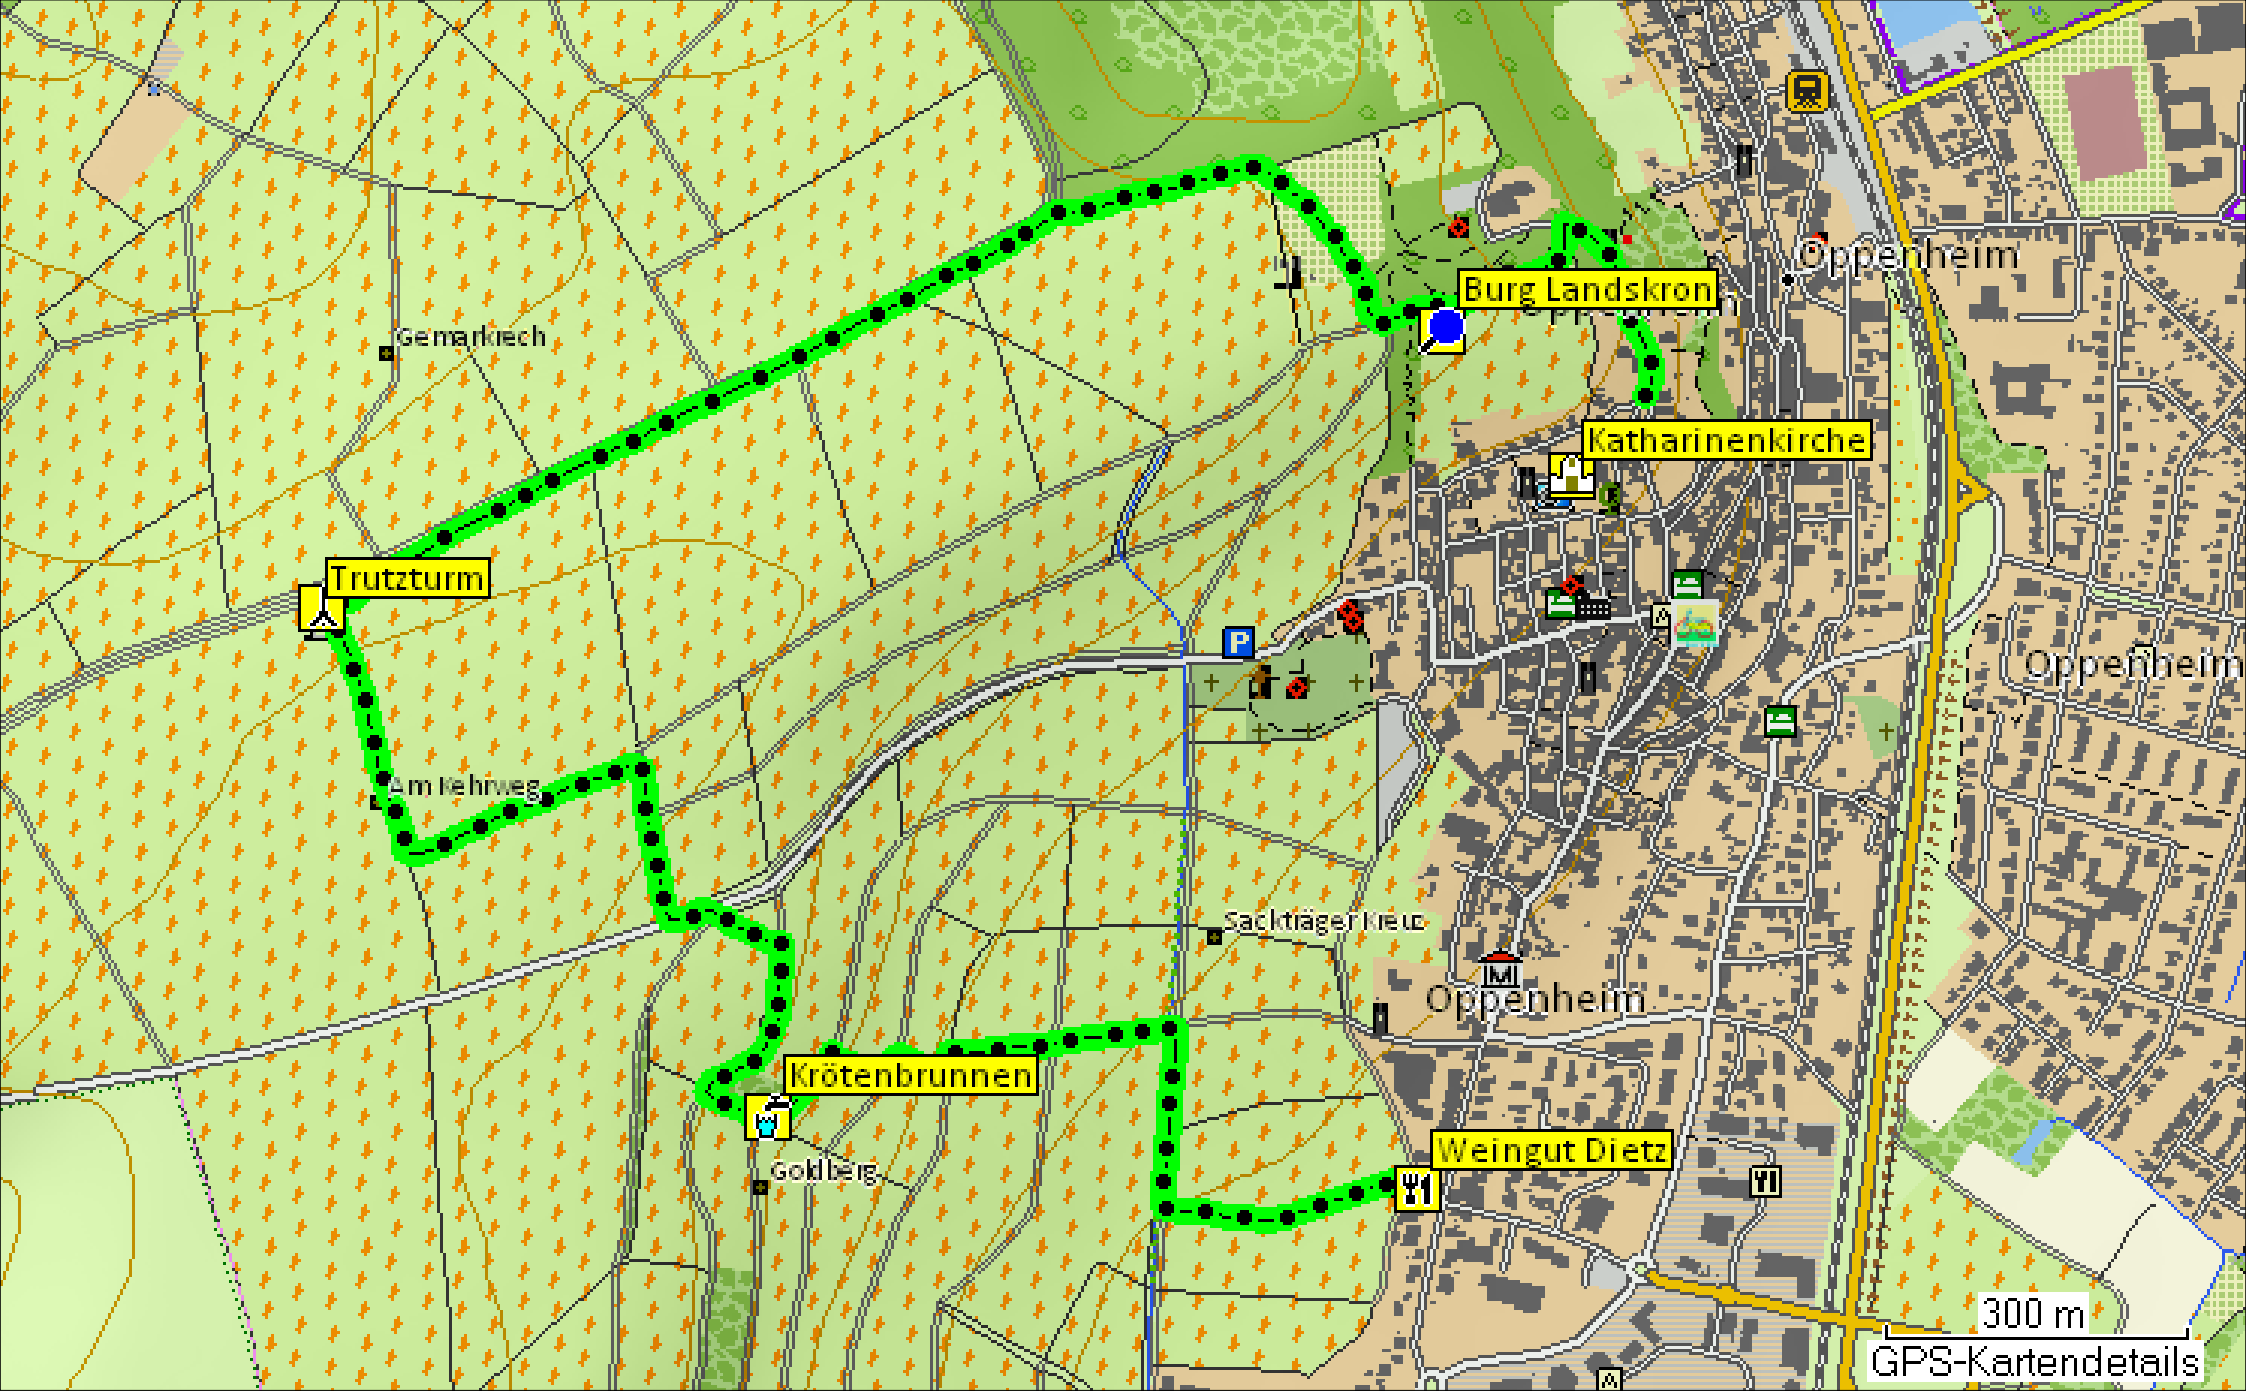 Oppenheim
Burg Landskron
Oppenheim
Gemarkrech
Katharinenkirche
Trutzturm
P
Oppenheim
Am Kehrweg
Sackträger Kreuz
M
Oppenheim
Krötenbrunnen
Weingut Dietz
Goldberg
300 m
GPS-Kartendetails